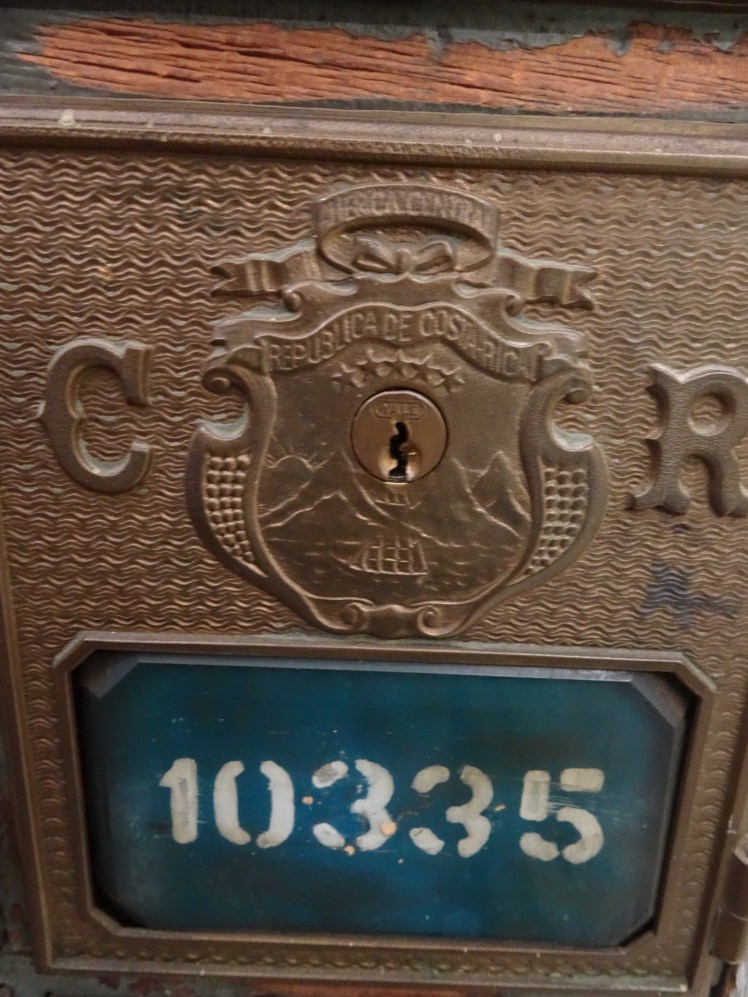 AMERICA CENTRAL
REPUBLICA DE COSTA-RICA
YALE
C R
10335